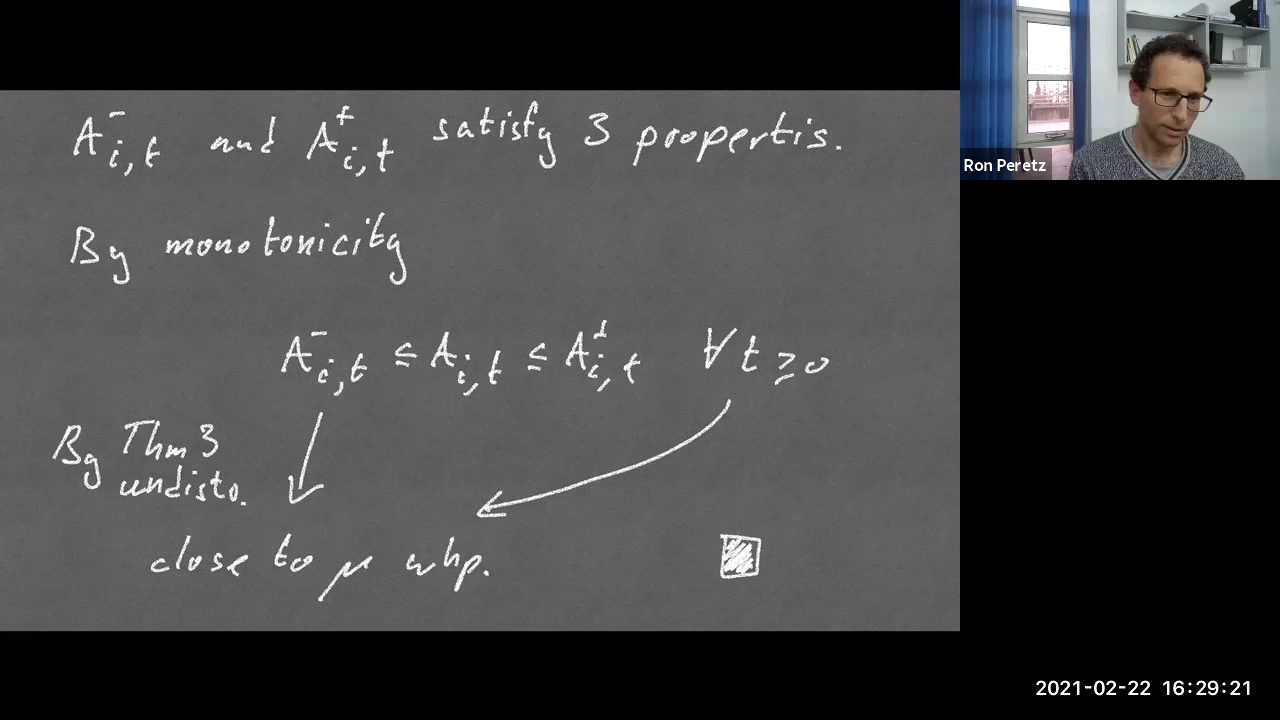 A⁻ᵢ,ₜ and A⁺ᵢ,ₜ satisfy 3 propertis.
By monotonicity
A⁻ᵢ,ₜ ≤ Aᵢ,ₜ ≤ A⁺ᵢ,ₜ ∀ t ≥ 0
By Thm 3
undisto.
close to μ whp.
Ron Peretz
2021-02-22 16:29:21